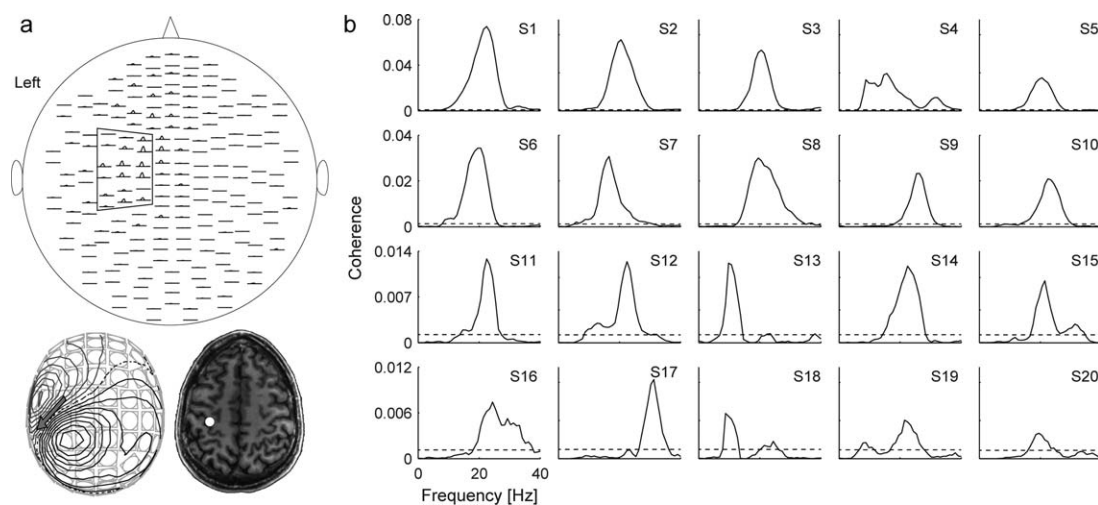 a
Left
b
Coherence
0.08
0
S1
S2
S3
S4
S5
0.04
0.02
0
S6
S7
S8
S9
S10
0.014
0.007
0
S11
S12
S13
S14
S15
0.012
0.006
0
S16
S17
S18
S19
S20
0 20 40
Frequency [Hz]